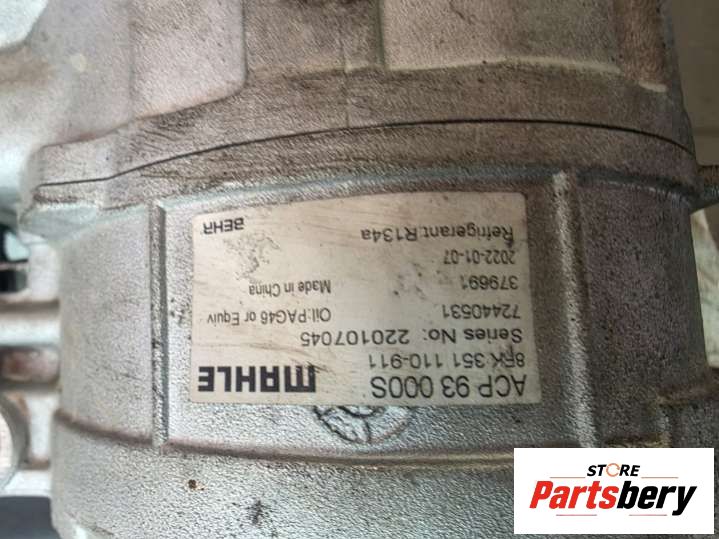 ACP 93 000S
MAHLE
8FK 351 110-911
Series No: 220107045
72440531
Oil:PAG46 or Equiv
379691
Made in China
2022-01-07
Refrigerant:R134a
BEHR
STORE
Partsbery